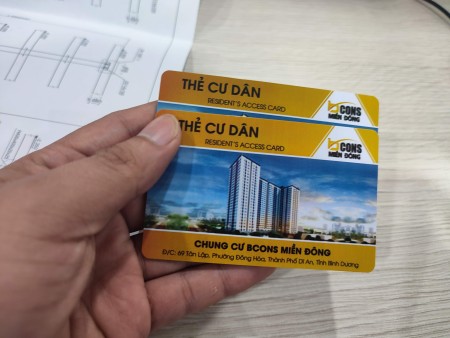 THẺ CƯ DÂN
RESIDENT'S ACCESS CARD
BCONS
MIỀN ĐÔNG
THẺ CƯ DÂN
RESIDENT'S ACCESS CARD
BCONS
MIỀN ĐÔNG
CHUNG CƯ BCONS MIỀN ĐÔNG
Đ/C: 69 Tân Lập, Phường Đông Hòa, Thành Phố Dĩ An, Tỉnh Bình Dương